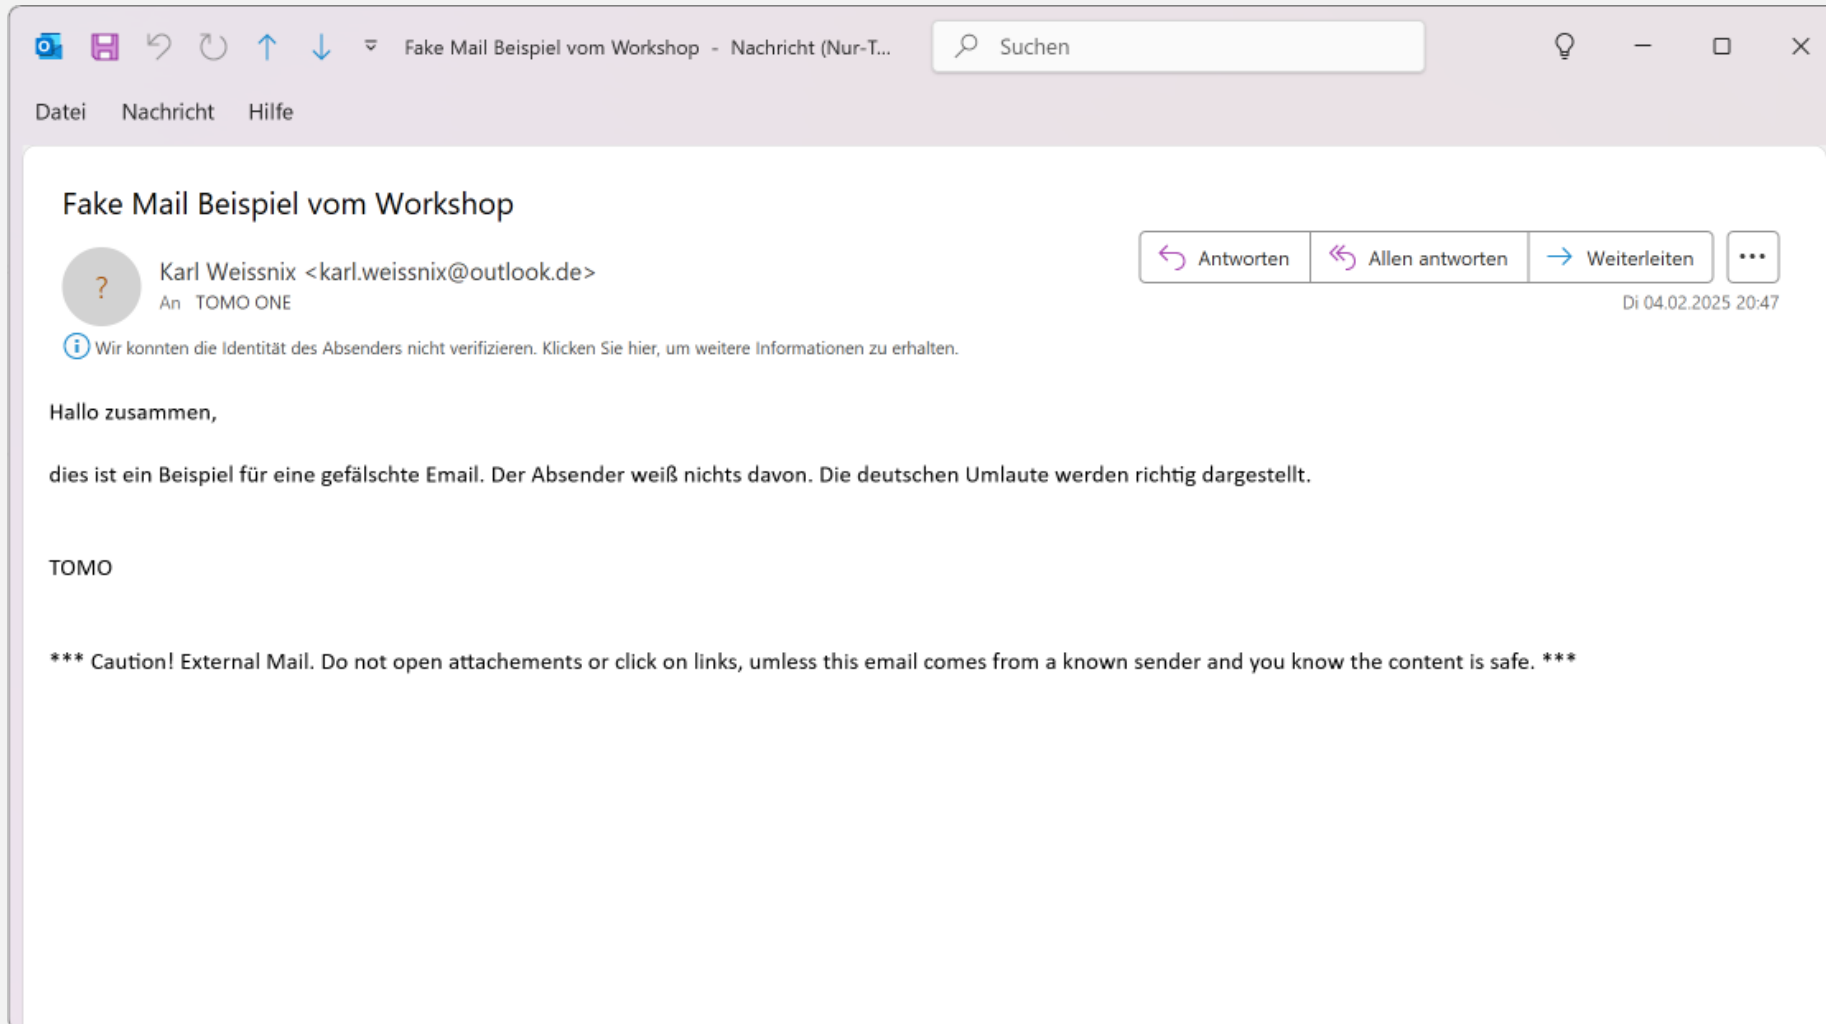 Fake Mail Beispiel vom Workshop - Nachricht (Nur-T...
Suchen
Datei Nachricht Hilfe
Fake Mail Beispiel vom Workshop
?
Karl Weissnix <karl.weissnix@outlook.de>
An TOMO ONE
Antworten Allen antworten Weiterleiten ...
Di 04.02.2025 20:47
Wir konnten die Identität des Absenders nicht verifizieren. Klicken Sie hier, um weitere Informationen zu erhalten.
Hallo zusammen,
dies ist ein Beispiel für eine gefälschte Email. Der Absender weiß nichts davon. Die deutschen Umlaute werden richtig dargestellt.
TOMO
*** Caution! External Mail. Do not open attachements or click on links, umless this email comes from a known sender and you know the content is safe. ***